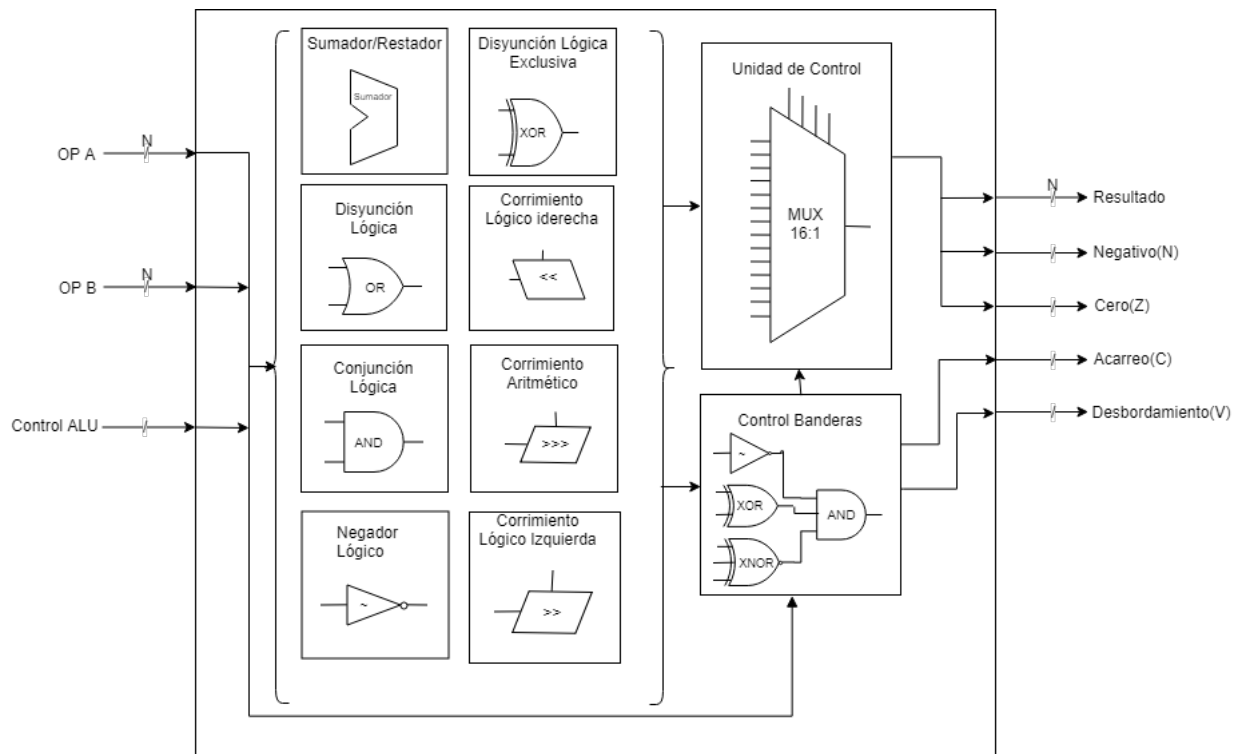 OP A
N
OP B
N
Control ALU
Sumador/Restador
Sumador
Disyunción Lógica
Exclusiva
XOR
Disyunción
Lógica
OR
Corrimiento
Lógico iderecha
<<
Conjunción
Lógica
AND
Corrimiento
Aritmético
>>>
Negador
Lógico
~
Corrimiento
Lógico Izquierda
>>
Unidad de Control
MUX
16:1
Control Banderas
~
XOR
XNOR
AND
N
Resultado
Negativo(N)
Cero(Z)
Acarreo(C)
Desbordamiento(V)